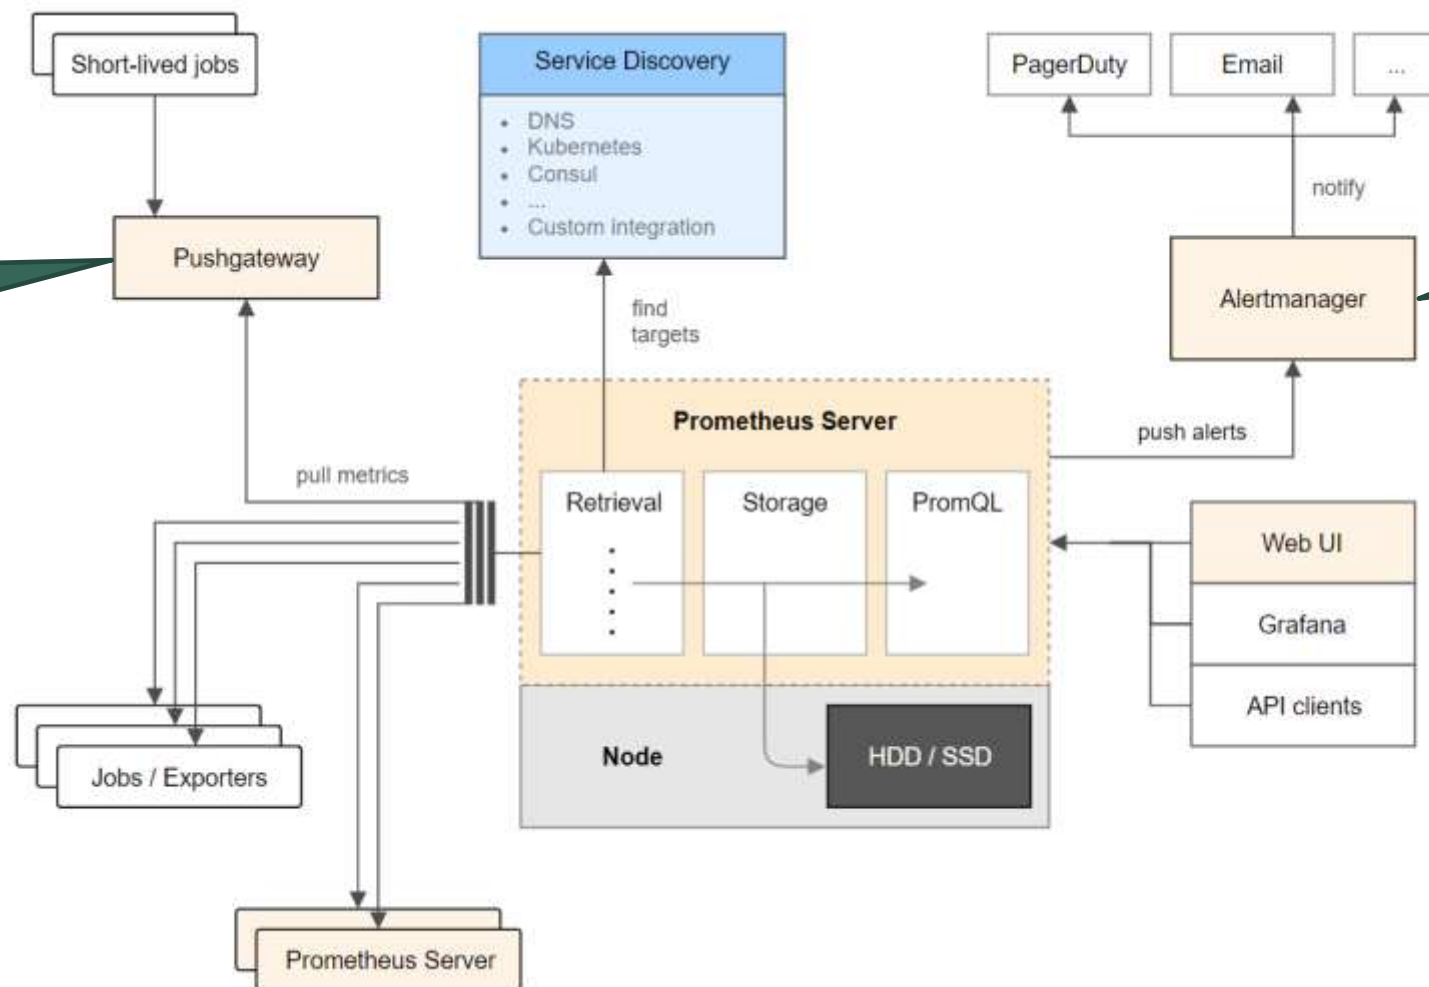 Short-lived jobs
Service Discovery
PagerDuty
Email
...
• DNS
• Kubernetes
• Consul
• ...
• Custom integration
notify
Pushgateway
Alertmanager
find
targets
Prometheus Server
push alerts
pull metrics
Retrieval
Storage
PromQL
Web UI
Grafana
API clients
Jobs / Exporters
Node
HDD / SSD
Prometheus Server